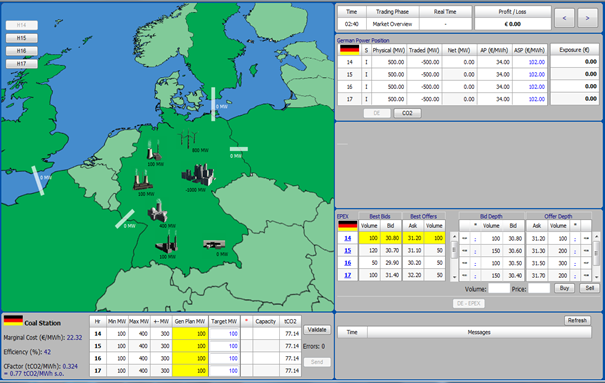 Time Trading Phase Real Time Profit / Loss
02:40 Market Overview - € 0.00
< >
H14
H15
H16
H17
German Power Position
S Physical (MW) Traded (MW) Net (MW) AP (€/MWh) ASP (€/MWh) Exposure (€)
14 I 500.00 -500.00 0.00 34.00 102.00 0.00
15 I 500.00 -500.00 0.00 34.00 102.00 0.00
16 I 500.00 -500.00 0.00 34.00 102.00 0.00
17 I 500.00 -500.00 0.00 34.00 102.00 0.00
DE CO2
0 MW
800 MW
0 MW
100 MW
0 MW
-1900 MW
400 MW
0 MW
100 MW
0 MW
EPEX Best Bids Best Offers Bid Depth Offer Depth
Volume Bid Ask Volume * Volume Bid Ask Volume *
14 100 30.80 31.20 100 100 30.80 31.20 100
15 120 30.70 31.10 50 150 30.60 31.30 200
16 50 29.90 30.20 50 100 30.50 31.50 300
17 100 31.40 32.20 50 150 30.40 31.70 200
Volume: Price: Buy Sell
DE - EPEX
Refresh
Time Messages
Coal Station
Marginal Cost (€/MWh): 22.32
Efficiency (%): 42
CFactor (tCO2/MWh): 0.324
= 0.77 tCO2/MWh s.o.
Hr Min MW Max MW +- MW Gen Plan MW Target MW * Capacity tCO2
14 100 400 300 100 100 77.14
15 100 400 300 100 100 77.14
16 100 400 300 100 100 77.14
17 100 400 300 100 100 77.14
Validate
Errors: 0
Send